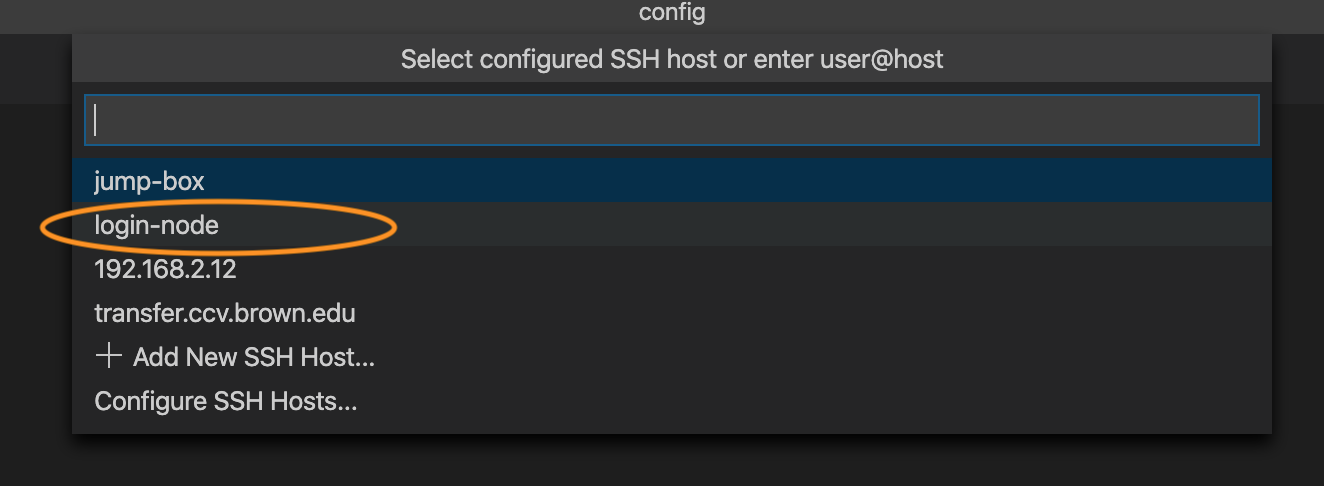 config
Select configured SSH host or enter user@host
jump-box
login-node
192.168.2.12
transfer.ccv.brown.edu
Add New SSH Host...
Configure SSH Hosts...